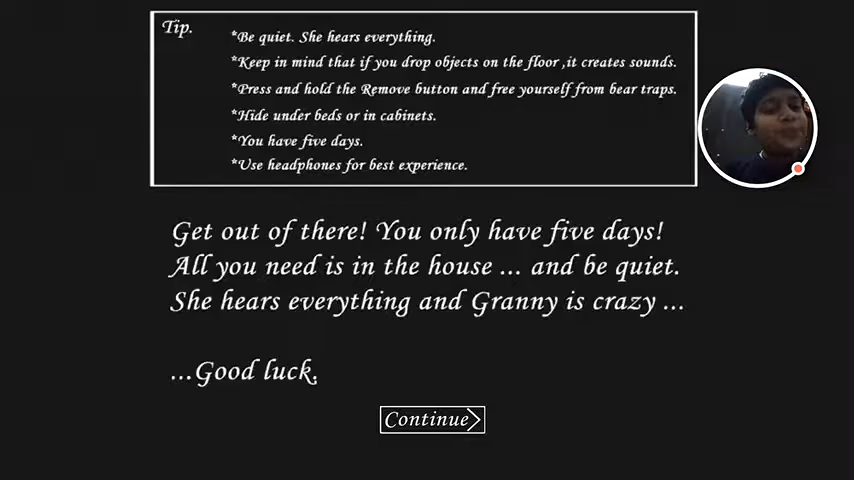 Tip.
*Be quiet. She hears everything.
*Keep in mind that if you drop objects on the floor ,it creates sounds.
*Press and hold the Remove button and free yourself from bear traps.
*Hide under beds or in cabinets.
*You have five days.
*Use headphones for best experience.
Get out of there! You only have five days!
All you need is in the house ... and be quiet.
She hears everything and Granny is crazy ...
...Good luck.
Continue>